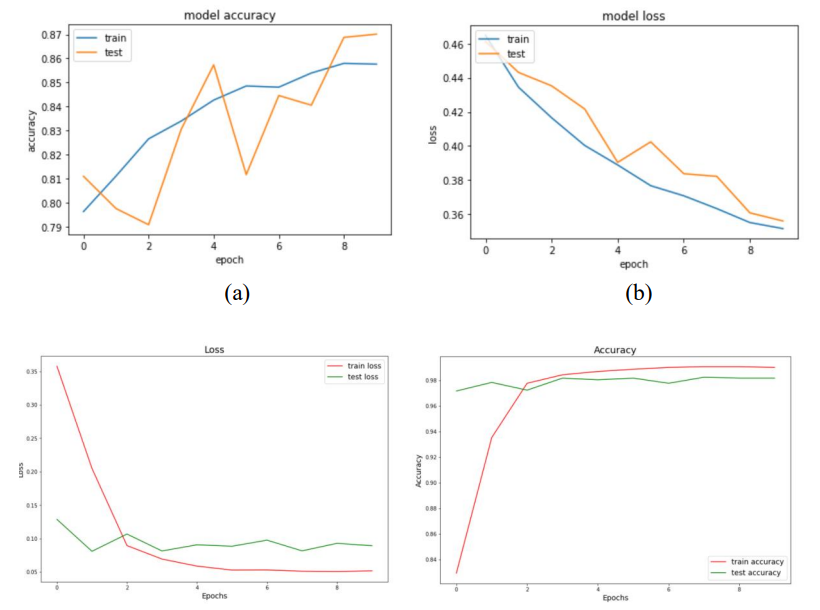 model accuracy
train
test
0.87
0.86
0.85
0.84
0.83
0.82
0.81
0.80
0.79
accuracy
0 2 4 6 8
epoch
(a)
model loss
train
test
0.46
0.44
0.42
0.40
0.38
0.36
loss
0 2 4 6 8
epoch
(b)
Loss
train loss
test loss
0.35
0.30
0.25
0.20
0.15
0.10
0.05
Loss
0 2 4 6 8
Epochs
Accuracy
0.98
0.96
0.94
0.92
0.90
0.88
0.86
0.84
Accuracy
train accuracy
test accuracy
0 2 4 6 8
Epochs